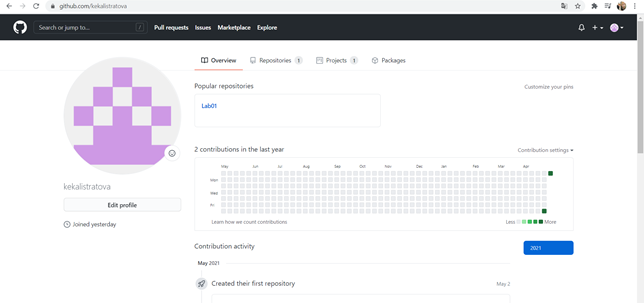 github.com/kekalistratova
Search or jump to...
/
Pull requests Issues Marketplace Explore
Overview Repositories 1 Projects 1 Packages
Popular repositories
Customize your pins
Lab01
2 contributions in the last year
Contribution settings
May Jun Jul Aug Sep Oct Nov Dec Jan Feb Mar Apr
Mon
Wed
Fri
Learn how we count contributions
Less More
kekalistratova
Edit profile
Joined yesterday
Contribution activity
2021
May 2021
Created their first repository
May 2